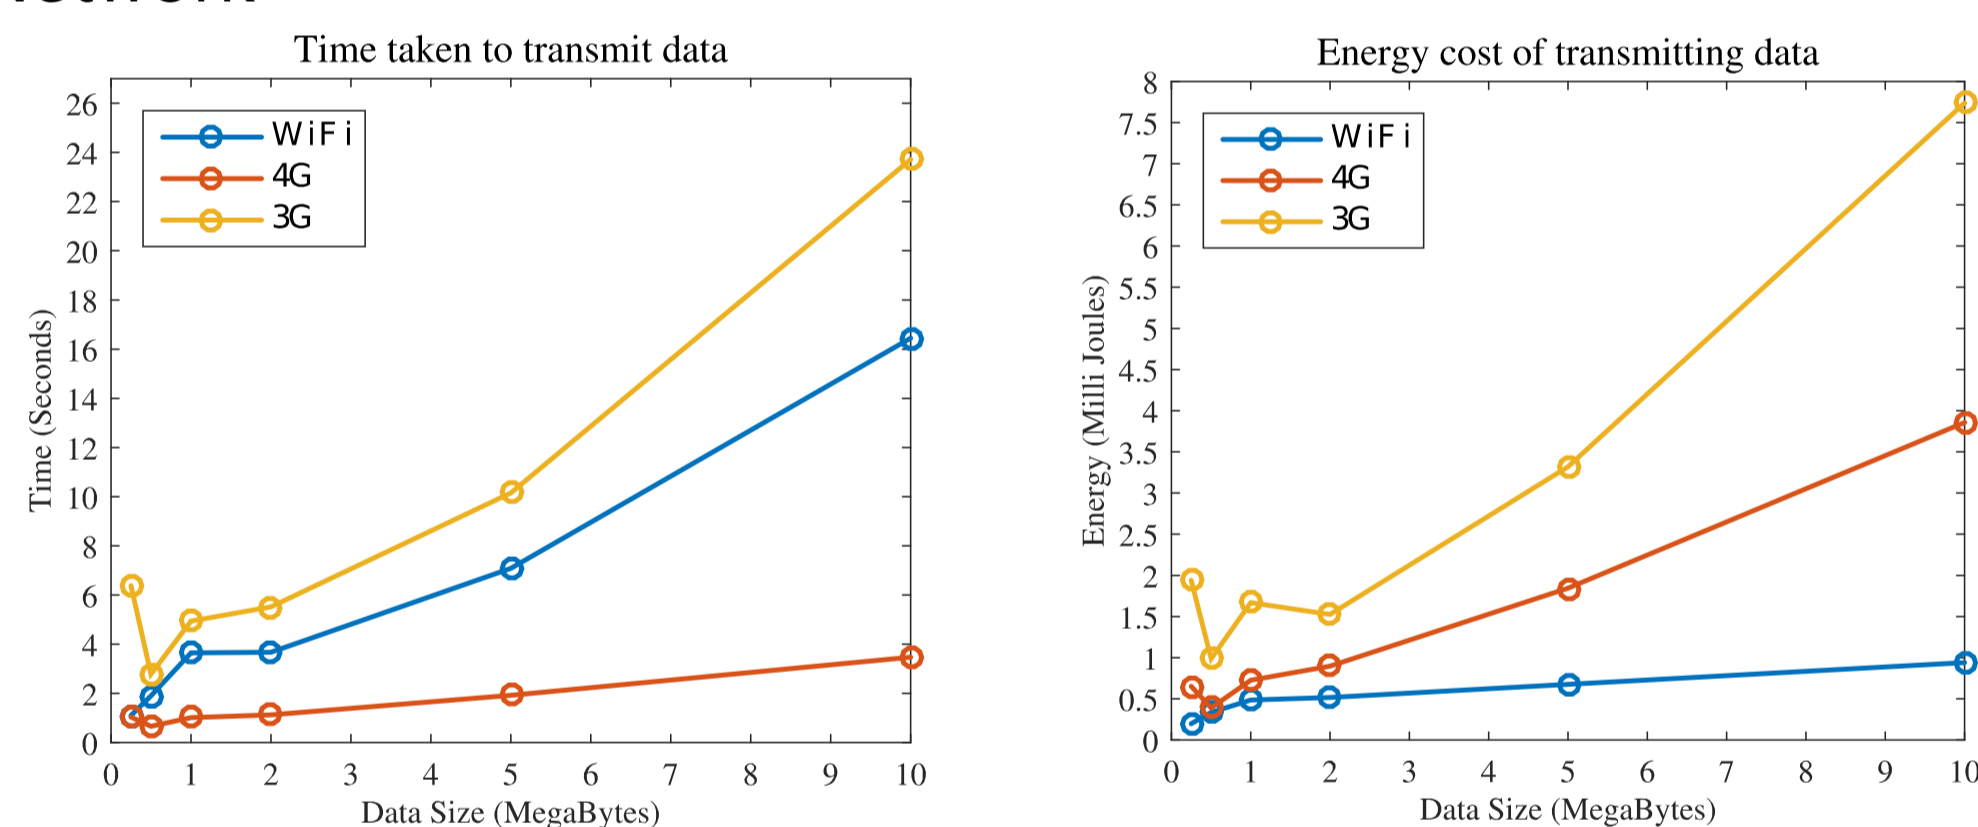 Time taken to transmit data
26
24
22
20
18
16
14
12
10
8
6
4
2
0
Time (Seconds)
WiFi
4G
3G
0 1 2 3 4 5 6 7 8 9 10
Data Size (MegaBytes)
Energy cost of transmitting data
8
7.5
7
6.5
6
5.5
5
4.5
4
3.5
3
2.5
2
1.5
1
0.5
0
Energy (Milli Joules)
WiFi
4G
3G
0 1 2 3 4 5 6 7 8 9 10
Data Size (MegaBytes)